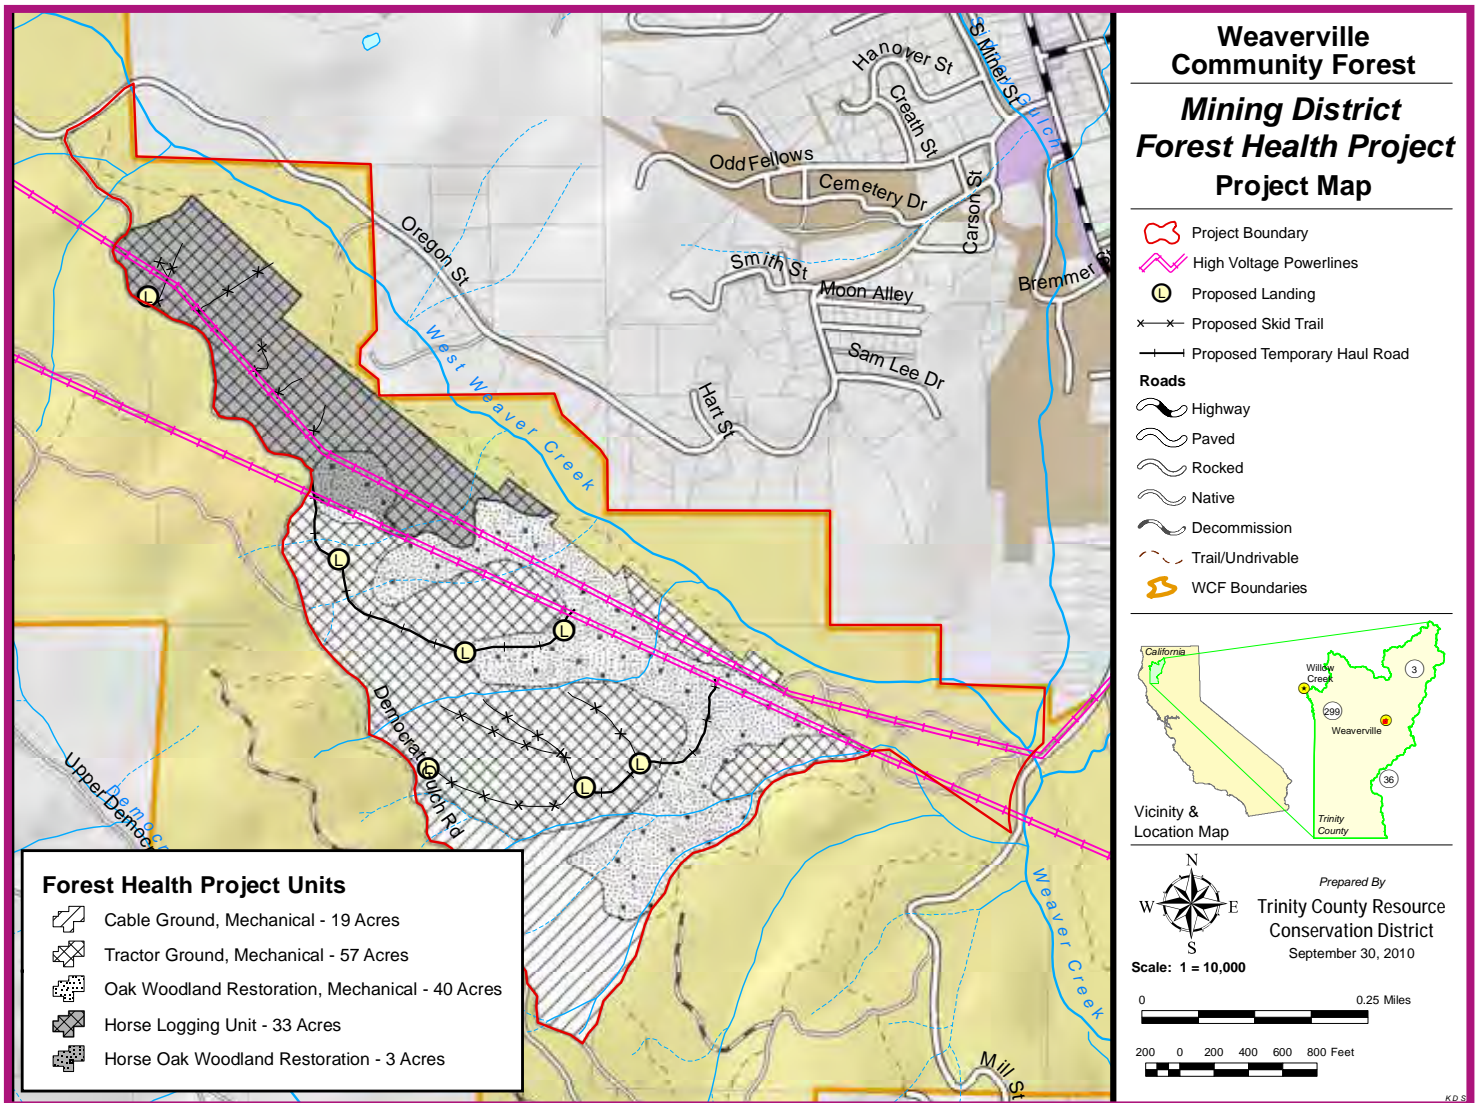 Weaverville
Community Forest
Mining District
Forest Health Project
Project Map
Project Boundary
High Voltage Powerlines
L Proposed Landing
Proposed Skid Trail
Proposed Temporary Haul Road
Roads
Highway
Paved
Rocked
Native
Decommission
Trail/Undrivable
WCF Boundaries
California
Willow
Creek
3
299
Weaverville
36
Trinity
County
Vicinity &
Location Map
N
W E
S
Prepared By
Trinity County Resource
Conservation District
September 30, 2010
Scale: 1 = 10,000
0 0.25 Miles
200 0 200 400 600 800 Feet
KDS
Hanover St
S Miner St
Sidney Gulch
Creath St
Odd Fellows
Cemetery Dr
Carson St
Oregon St
Smith St
Moon Alley
Bremmer St
Sam Lee Dr
Hart St
West Weaver Creek
L
L
L
L
L
L
L
Democrat Gulch Rd
Upper Democr
Democr
Weaver Creek
Mill St
Forest Health Project Units
Cable Ground, Mechanical - 19 Acres
Tractor Ground, Mechanical - 57 Acres
Oak Woodland Restoration, Mechanical - 40 Acres
Horse Logging Unit - 33 Acres
Horse Oak Woodland Restoration - 3 Acres